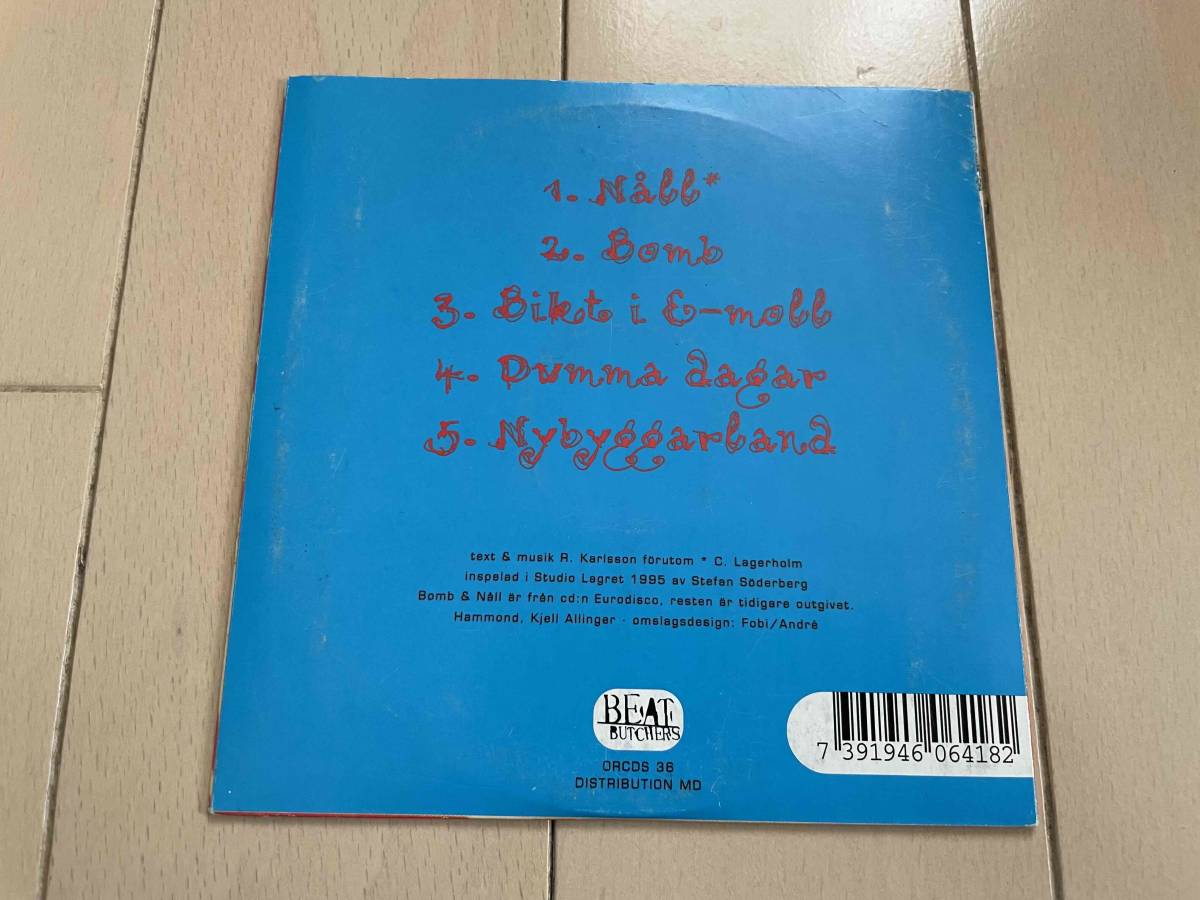 1. Nåll*
2. Bomb
3. Bikt i E-moll
4. Dumma dagar
5. Nybyggarland
text & musik R. Karlsson förutom * C. Lagerholm
inspelad i Studio Lagret 1995 av Stefan Söderberg
Bomb & Nåll är från cd:n Eurodisco, resten är tidigare outgivet.
Hammond, Kjell Allinger · omslagsdesign: Fobi/André
BEAT
BUTCHERS
ORCDS 36
DISTRIBUTION MD
7 391946 064182